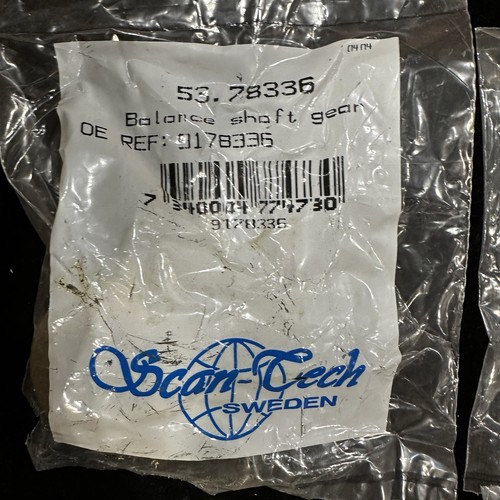 0404
53.78336
Balance shaft gear
OE REF: 9178336
7 340004 774730
9178336
Scan-Tech
SWEDEN